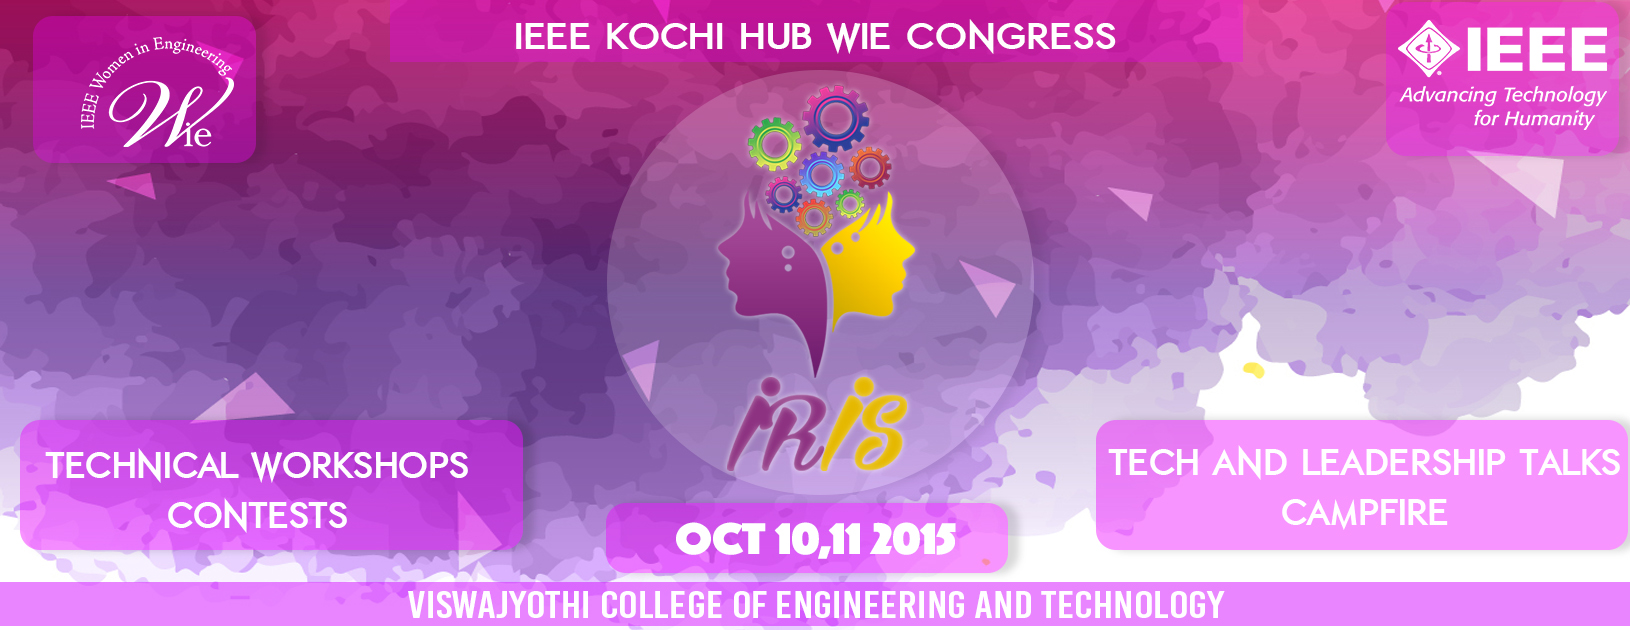 IEEE KOCHI HUB WIE CONGRESS
IEEE Women in Engineering
Wie
IEEE
Advancing Technology
for Humanity
IRIS
TECHNICAL WORKSHOPS
CONTESTS
TECH AND LEADERSHIP TALKS
CAMPFIRE
OCT 10,11 2015
VISWAJYOTHI COLLEGE OF ENGINEERING AND TECHNOLOGY